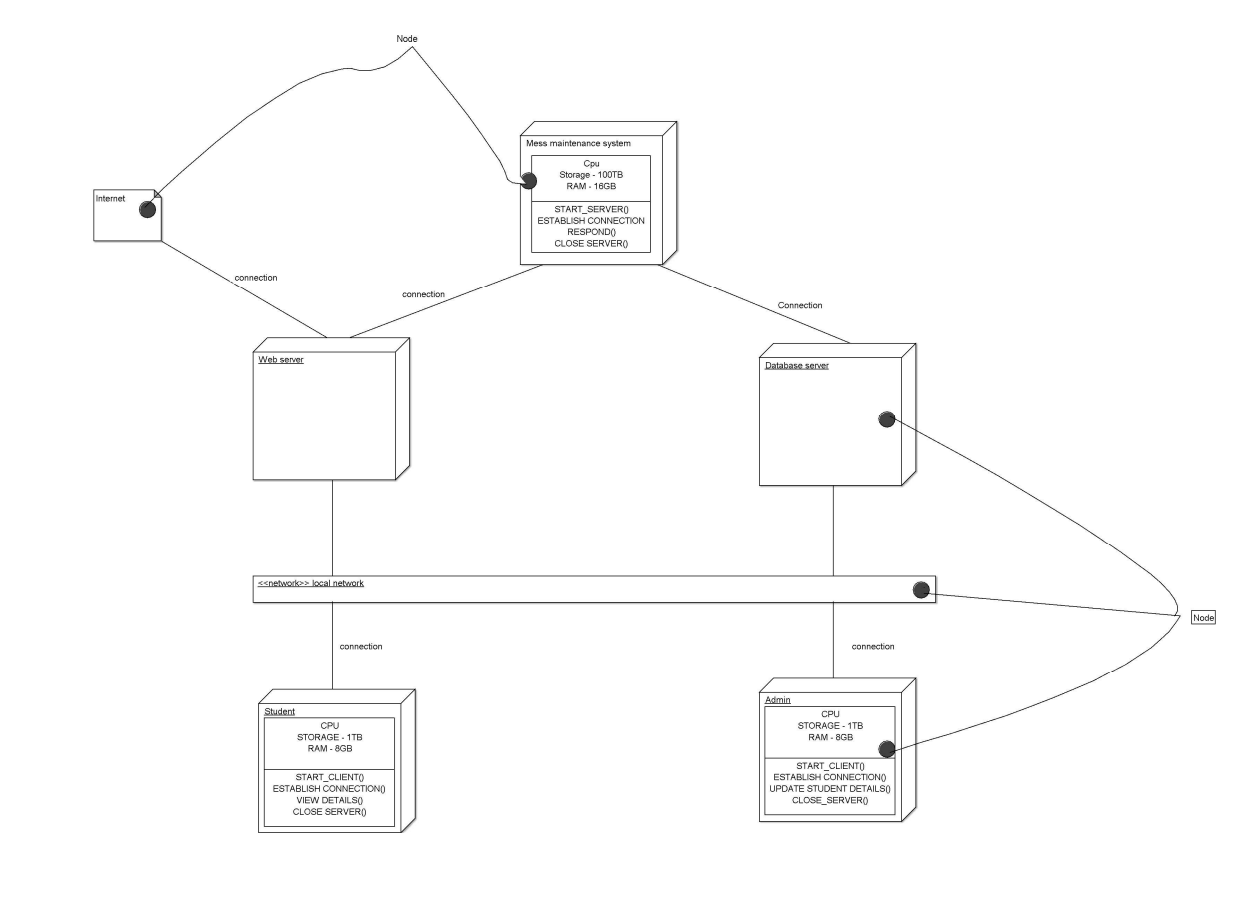 Node
Mess maintenance system
Cpu
Storage - 100TB
RAM - 16GB
START_SERVER()
ESTABLISH CONNECTION
RESPOND()
CLOSE SERVER()
Internet
connection
connection
Connection
Web server
Database server
<<network>> local network
Node
connection
connection
Student
CPU
STORAGE - 1TB
RAM - 8GB
START_CLIENT()
ESTABLISH CONNECTION()
VIEW DETAILS()
CLOSE SERVER()
Admin
CPU
STORAGE - 1TB
RAM - 8GB
START_CLIENT()
ESTABLISH CONNECTION()
UPDATE STUDENT DETAILS()
CLOSE_SERVER()